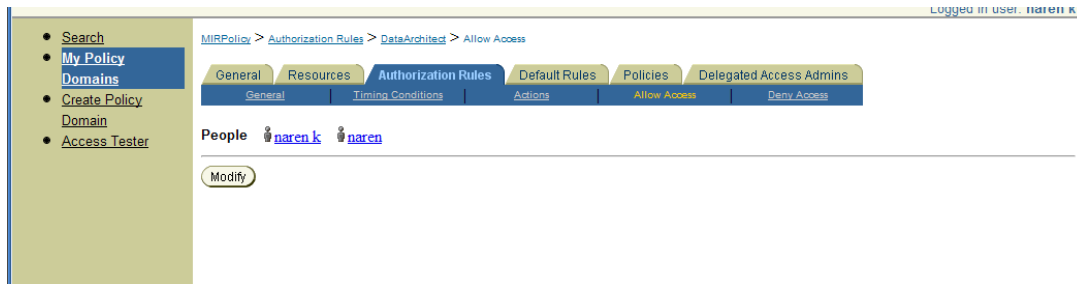 Logged in user: naren k
Search
My Policy
Domains
Create Policy
Domain
Access Tester
MIRPolicy > Authorization Rules > DataArchitect > Allow Access
General Resources Authorization Rules Default Rules Policies Delegated Access Admins
General Timing Conditions Actions Allow Access Deny Access
People naren k naren
Modify